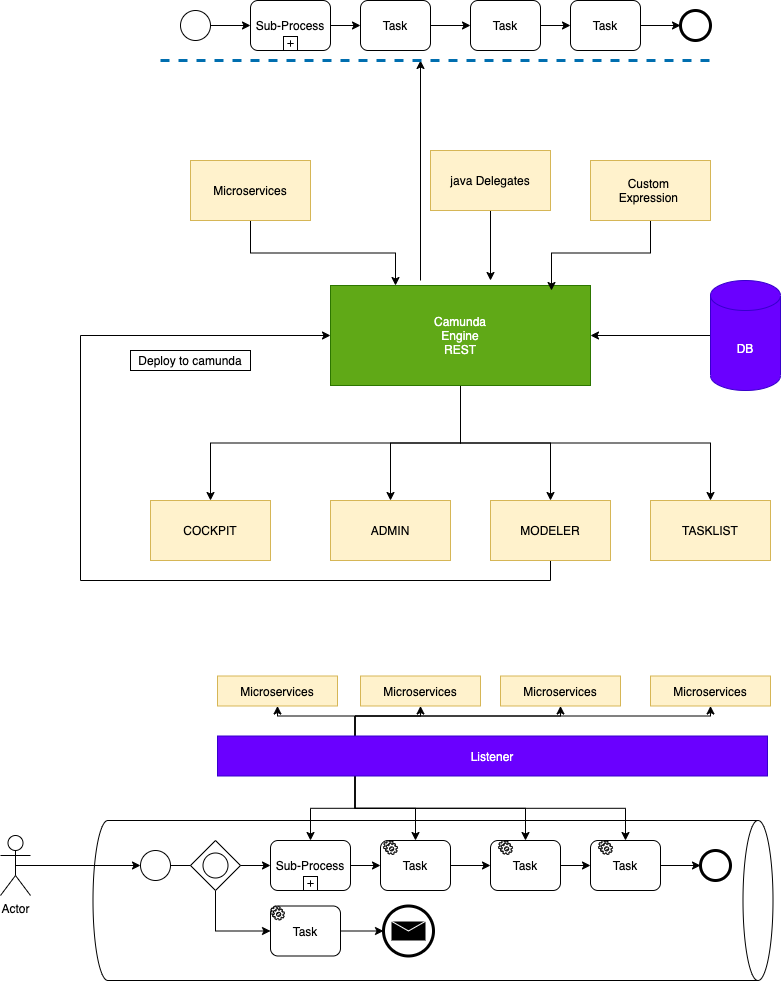 Sub-Process
Task
Task
Task
Microservices
java Delegates
Custom
Expression
Camunda
Engine
REST
DB
Deploy to camunda
COCKPIT
ADMIN
MODELER
TASKLIST
Microservices
Microservices
Microservices
Microservices
Listener
Sub-Process
Task
Task
Task
Actor
Task